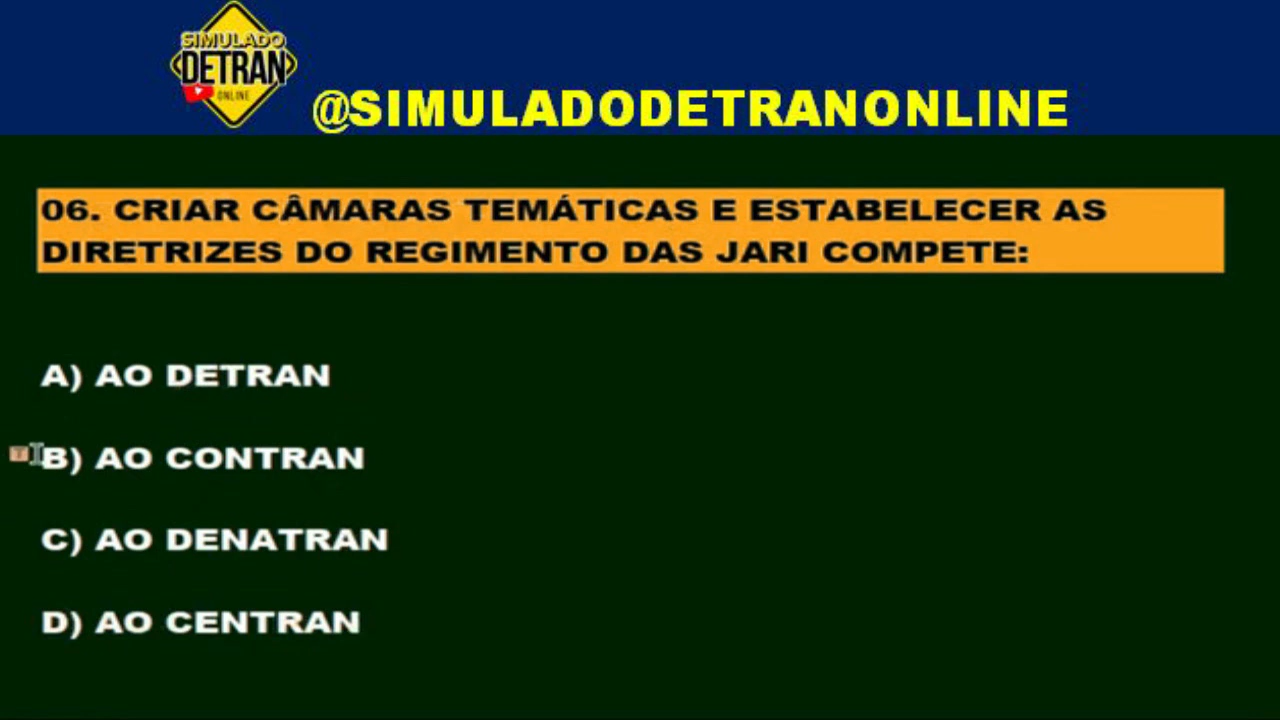 SIMULADO
DETRAN
ONLINE
@SIMULADODETRANONLINE
06. CRIAR CÂMARAS TEMÁTICAS E ESTABELECER AS
DIRETRIZES DO REGIMENTO DAS JARI COMPETE:
A) AO DETRAN
B) AO CONTRAN
C) AO DENATRAN
D) AO CENTRAN